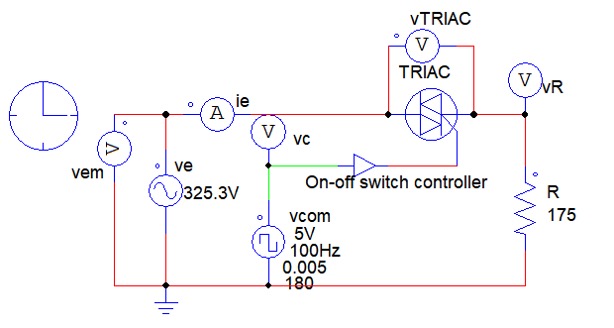 vTRIAC
V
TRIAC
V
vR
A
ie
V
vc
V
vem
ve
325.3V
On-off switch controller
R
175
vcom
5V
100Hz
0.005
180